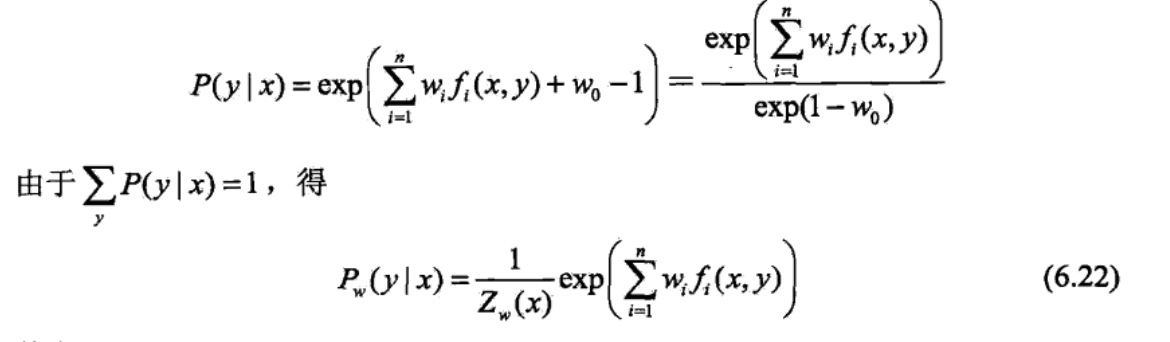 P(y|x) = exp(∑_{i=1}^{n} w_i f_i(x, y) + w_0 − 1) = exp(∑_{i=1}^{n} w_i f_i(x, y)) / exp(1 − w_0)
由于 ∑_y P(y|x) = 1，得
P_w(y|x) = 1 / Z_w(x) exp(∑_{i=1}^{n} w_i f_i(x, y)) (6.22)